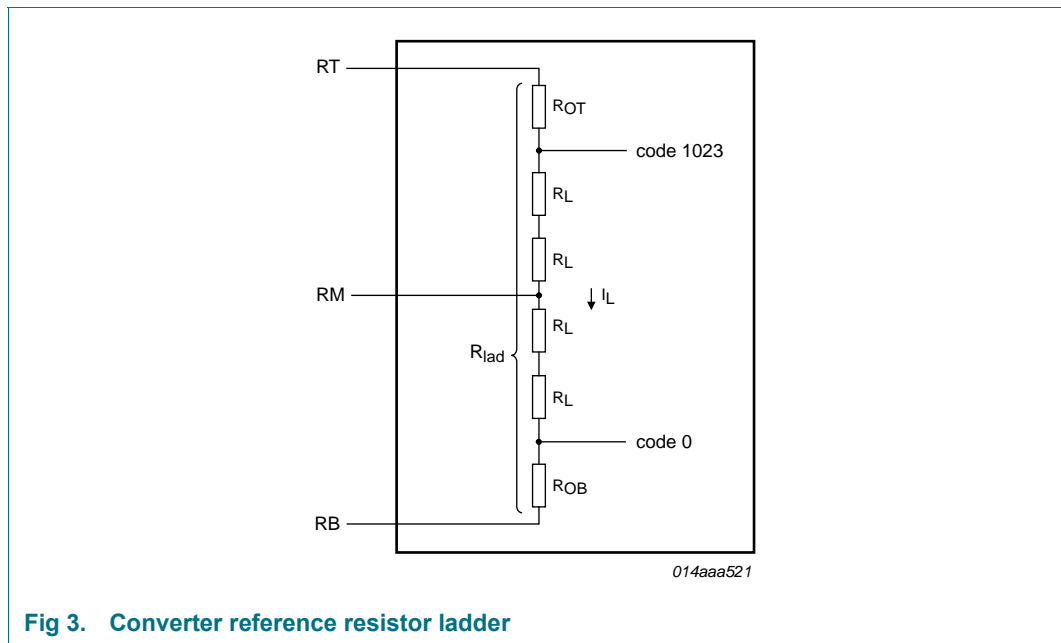 RT
ROT
code 1023
RL
RL
RM
IL
RL
Rlad
RL
code 0
ROB
RB
014aaa521
Fig 3. Converter reference resistor ladder